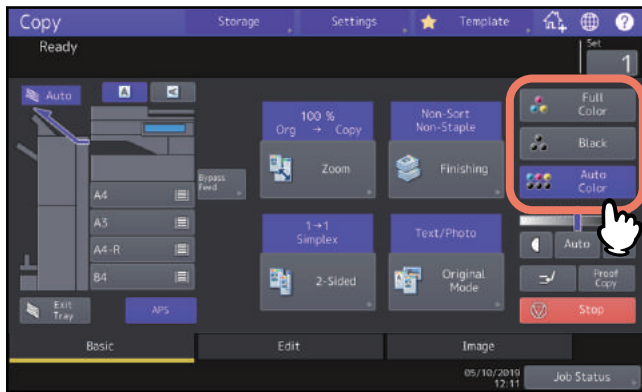 Copy
Storage
Settings
Template
?
Ready
Set
1
Auto
A
A
100 %
Org → Copy
Zoom
Non-Sort
Non-Staple
Finishing
Full
Color
Black
Auto
Color
Bypass
Feed
A4
A3
A4-R
B4
1→1
Simplex
2-Sided
Text/Photo
Original
Mode
Auto
Proof
Copy
Exit
Tray
APS
Stop
Basic
Edit
Image
05/10/2019
12:11
Job Status